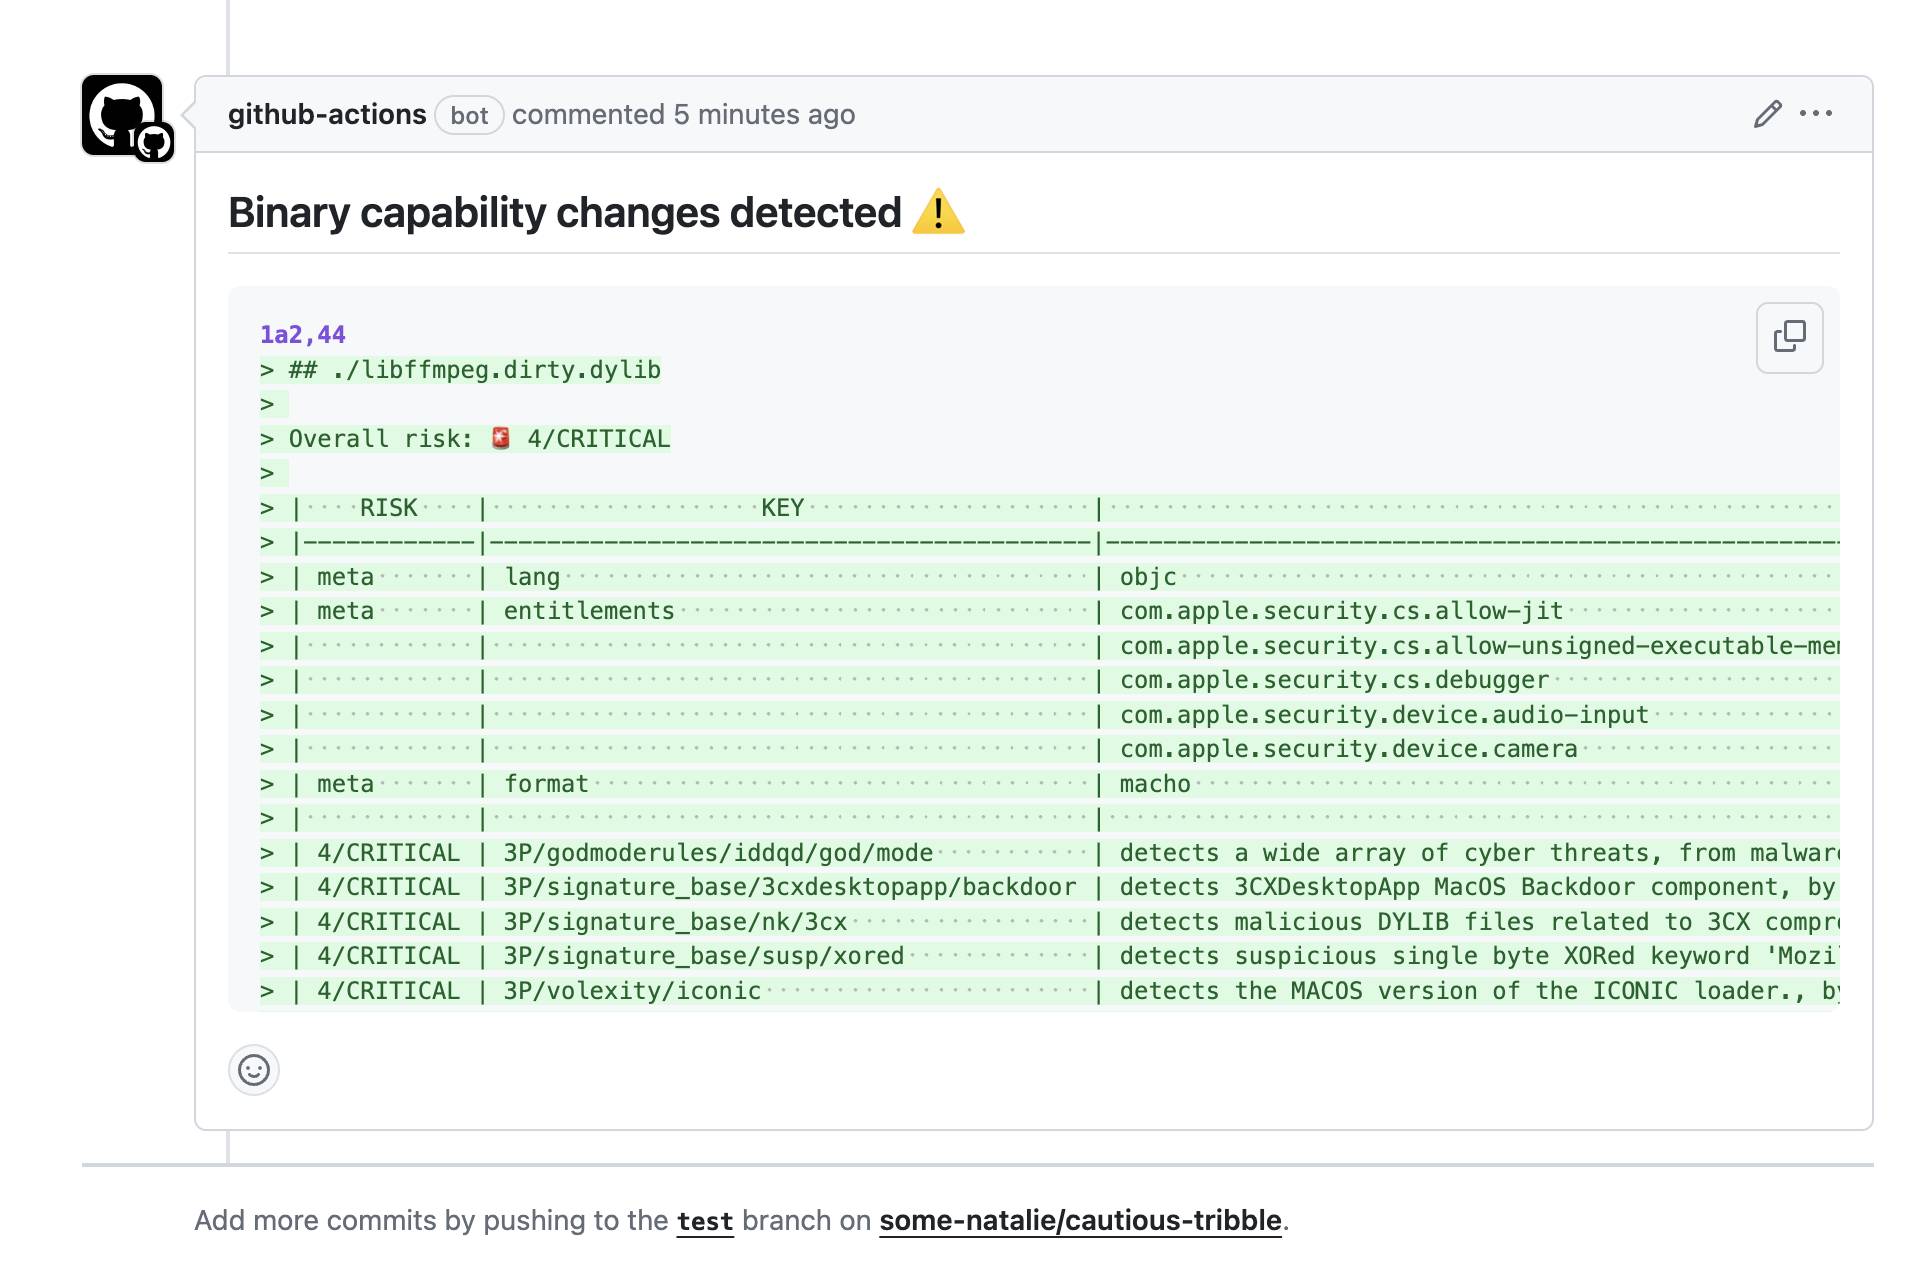 github-actions bot commented 5 minutes ago
Binary capability changes detected ⚠️
1a2,44
> ## ./libffmpeg.dirty.dylib
>
> Overall risk: 🚨 4/CRITICAL
>
> | RISK | KEY |
> |------------|------------------------------------------|---------------------------------------------------
> | meta | lang | objc
> | meta | entitlements | com.apple.security.cs.allow-jit
> | | | com.apple.security.cs.allow-unsigned-executable-mem
> | | | com.apple.security.cs.debugger
> | | | com.apple.security.device.audio-input
> | | | com.apple.security.device.camera
> | meta | format | macho
> | | |
> | 4/CRITICAL | 3P/godmoderules/iddqd/god/mode | detects a wide array of cyber threats, from malware
> | 4/CRITICAL | 3P/signature_base/3cxdesktopapp/backdoor | detects 3CXDesktopApp MacOS Backdoor component, by
> | 4/CRITICAL | 3P/signature_base/nk/3cx | detects malicious DYLIB files related to 3CX compro
> | 4/CRITICAL | 3P/signature_base/susp/xored | detects suspicious single byte XORed keyword 'Mozi
> | 4/CRITICAL | 3P/volexity/iconic | detects the MACOS version of the ICONIC loader., by
Add more commits by pushing to the test branch on some-natalie/cautious-tribble.